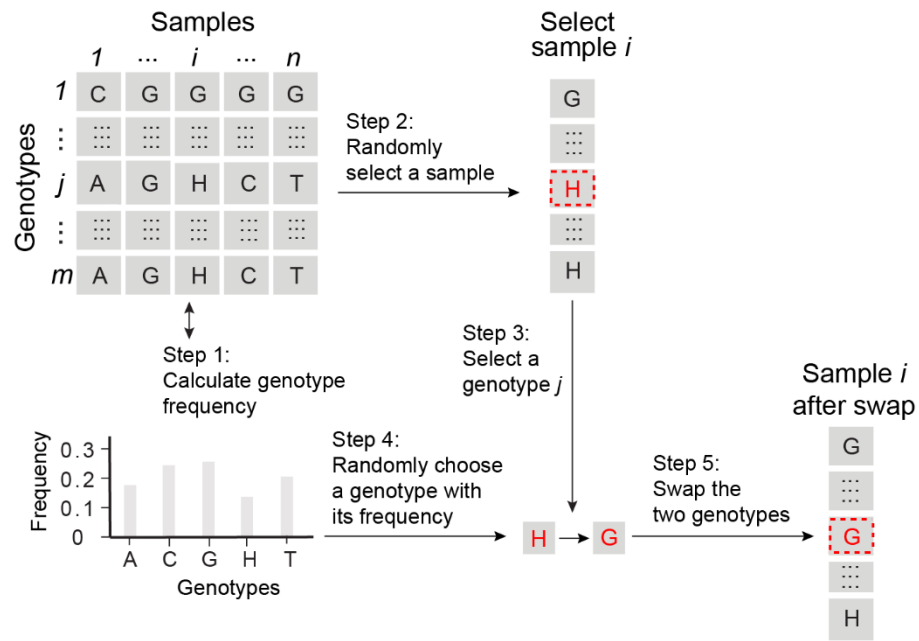 Samples
1 ... i ... n
Genotypes
1 C G G G G
⋮
j A G H C T
⋮
m A G H C T
Step 1:
Calculate genotype
frequency
Step 2:
Randomly
select a sample
Select
sample i
G
H
H
Step 3:
Select a
genotype j
Frequency
0.3
0.2
0.1
0
A C G H T
Genotypes
Step 4:
Randomly choose
a genotype with
its frequency
H G
Step 5:
Swap the
two genotypes
Sample i
after swap
G
G
H